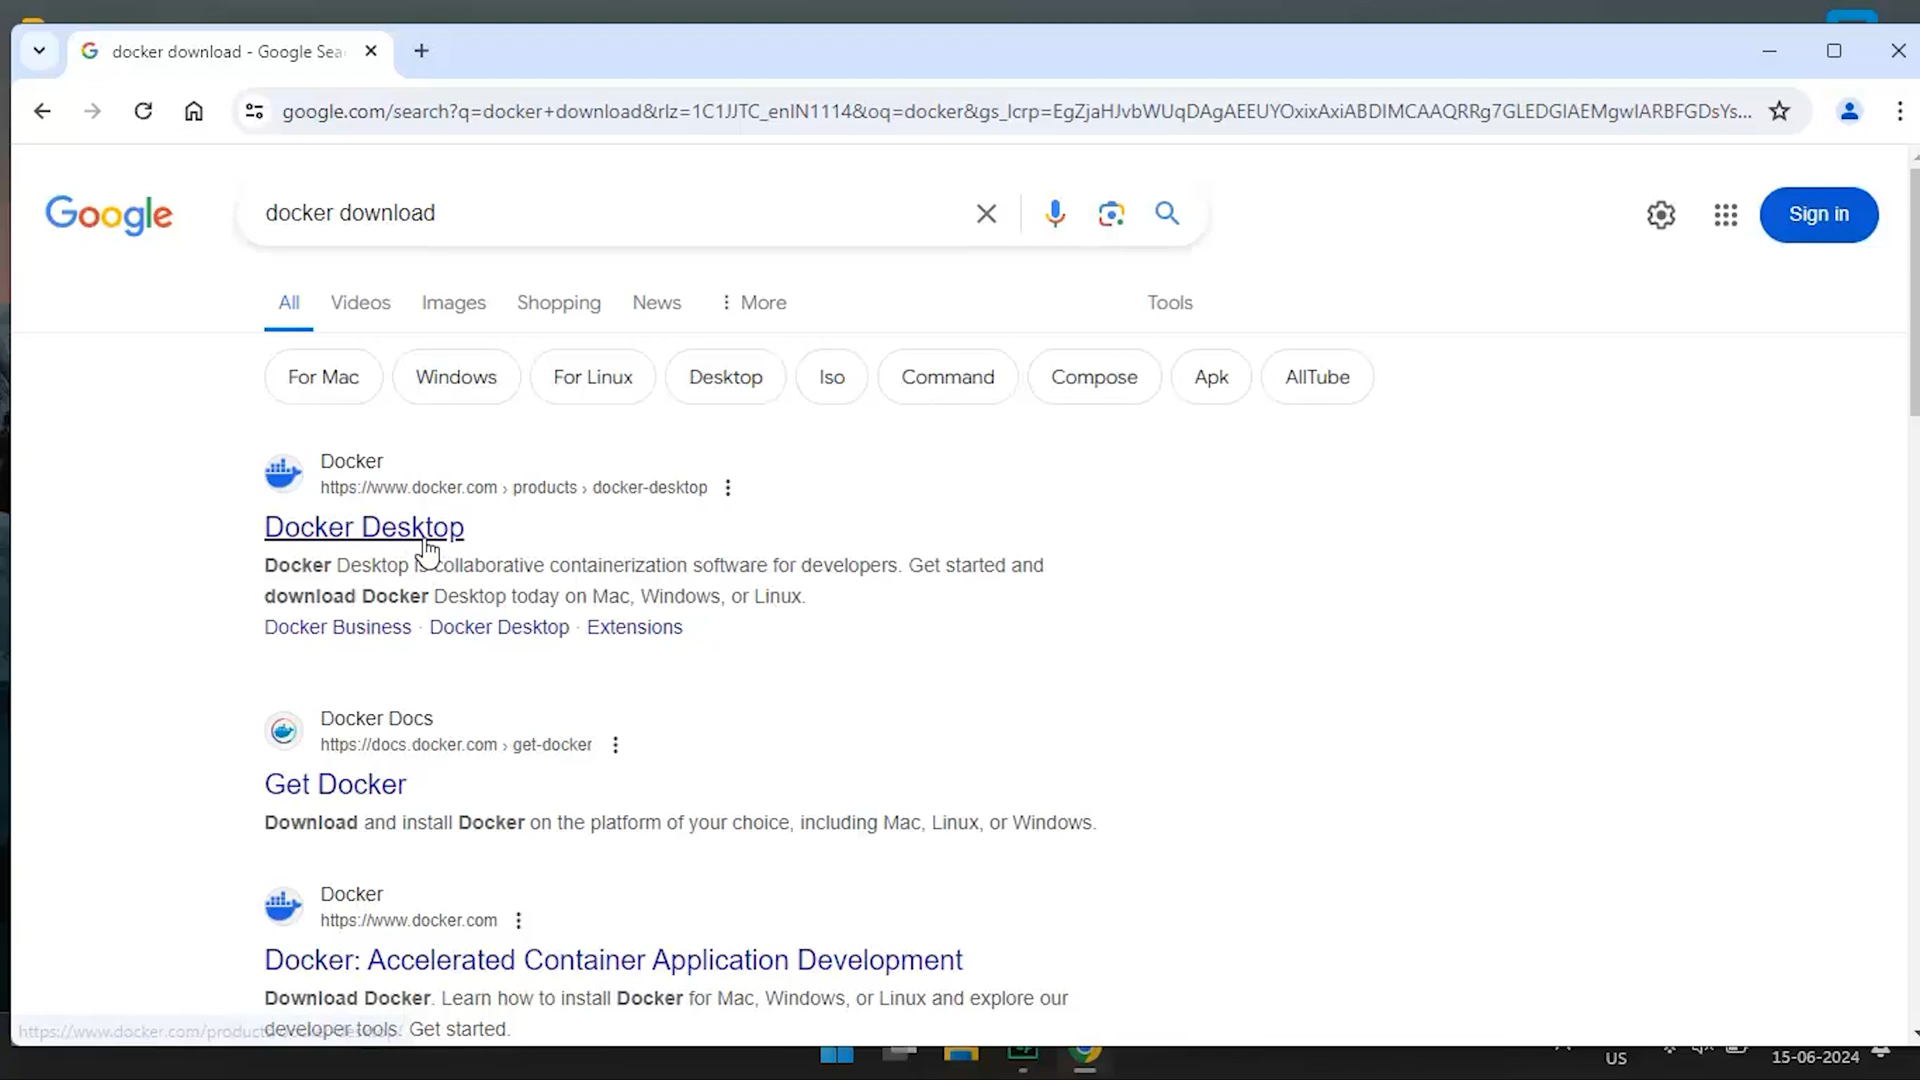 docker download - Google Sea
google.com/search?q=docker+download&rlz=1C1JJTC_enIN1114&oq=docker&gs_lcrp=EgZjaHJvbWUqDAgAEEUYOxixAxiABDIMCAAQRRg7GLEDGIAEMgwIARBFGDsYs...
Google
docker download
Sign in
All
Videos
Images
Shopping
News
More
Tools
For Mac
Windows
For Linux
Desktop
Iso
Command
Compose
Apk
AllTube
Docker
https://www.docker.com › products › docker-desktop
Docker Desktop
Docker Desktop is collaborative containerization software for developers. Get started and
download Docker Desktop today on Mac, Windows, or Linux.
Docker Business · Docker Desktop · Extensions
Docker Docs
https://docs.docker.com › get-docker
Get Docker
Download and install Docker on the platform of your choice, including Mac, Linux, or Windows.
Docker
https://www.docker.com
Docker: Accelerated Container Application Development
Download Docker. Learn how to install Docker for Mac, Windows, or Linux and explore our
developer tools. Get started.
https://www.docker.com/product
US
15-06-2024